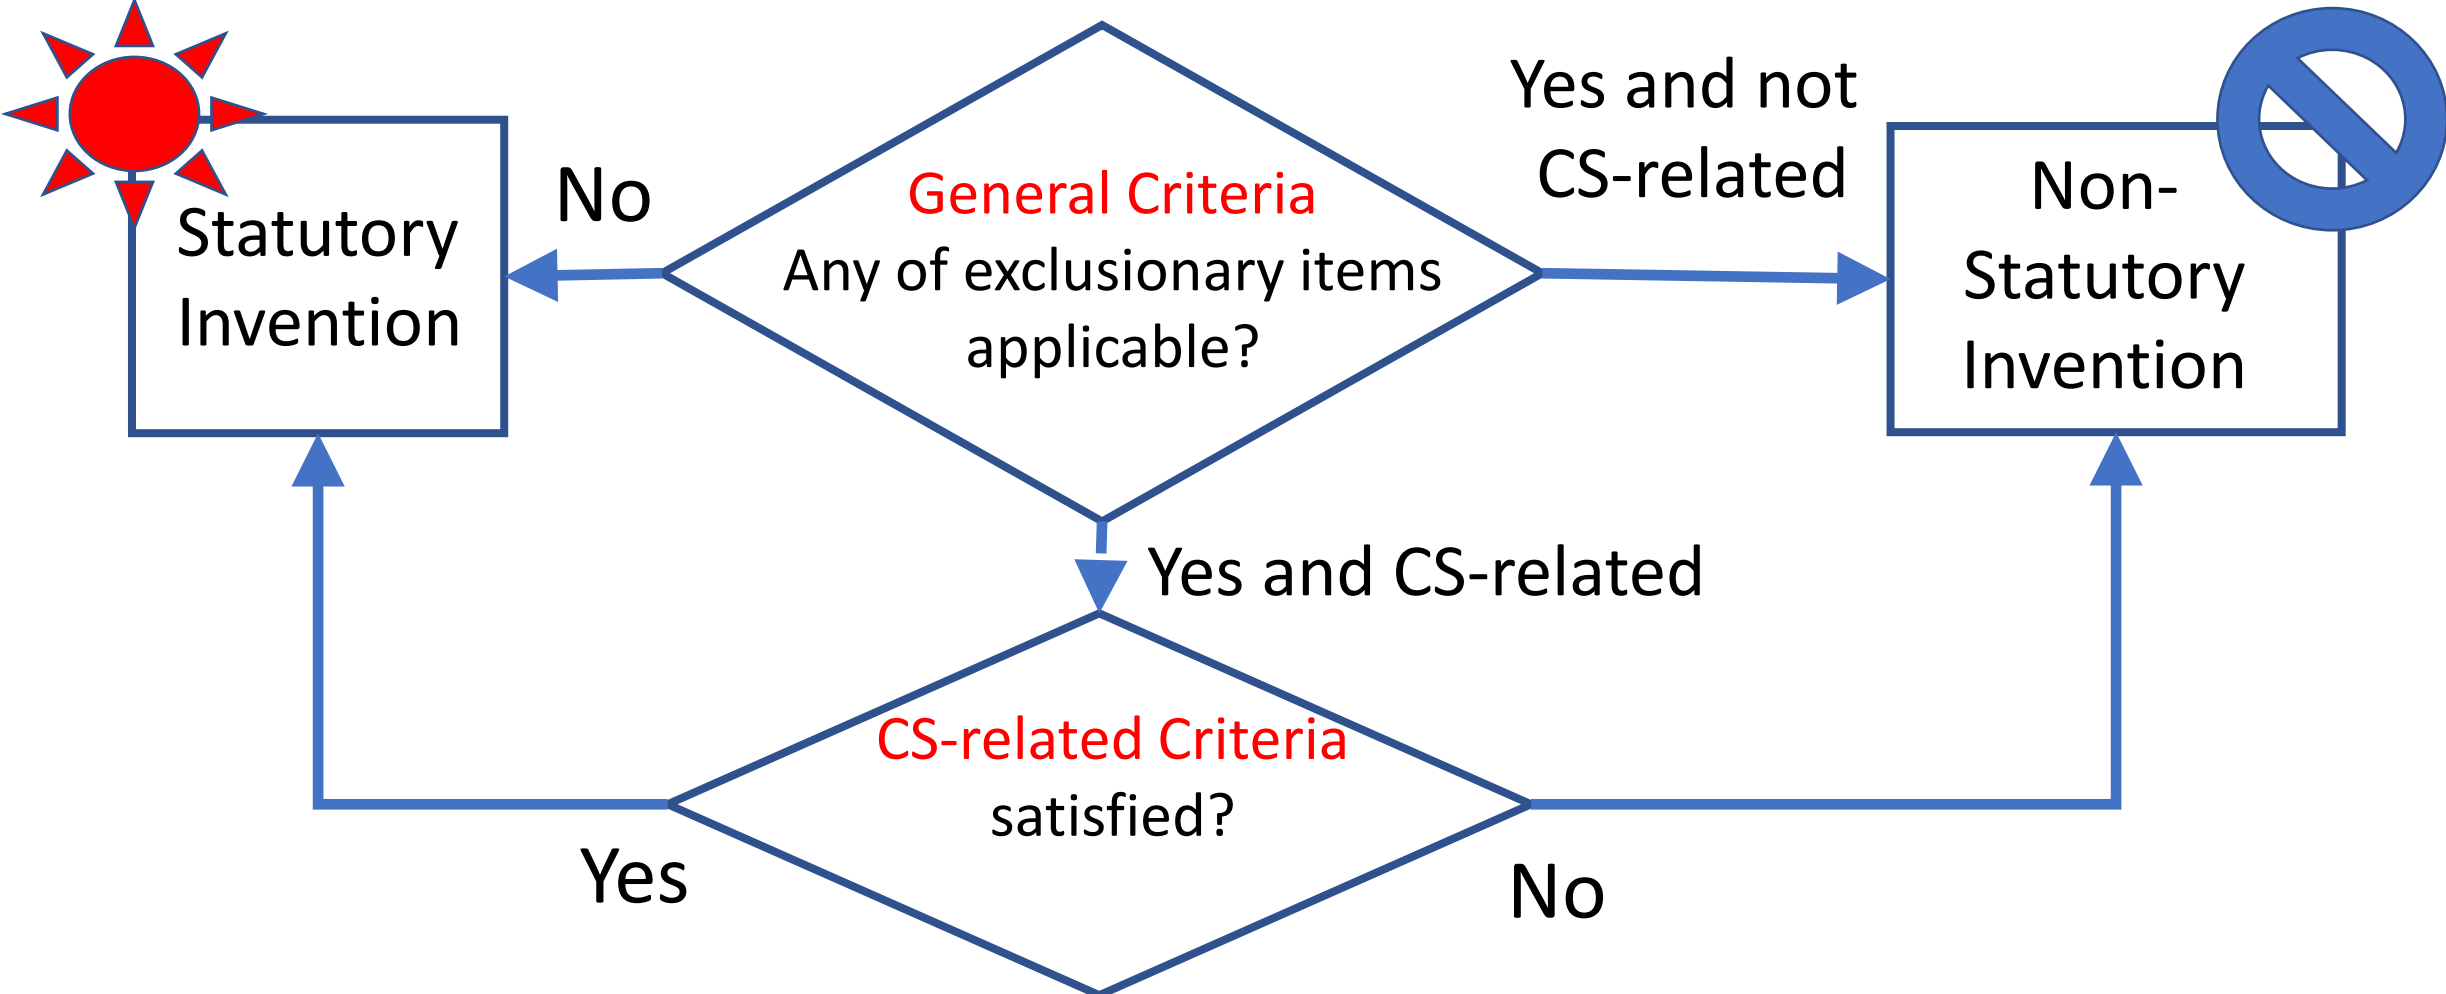 Statutory
Invention
No
General Criteria
Any of exclusionary items
applicable?
Yes and not
CS-related
Non-
Statutory
Invention
Yes and CS-related
CS-related Criteria
satisfied?
Yes
No